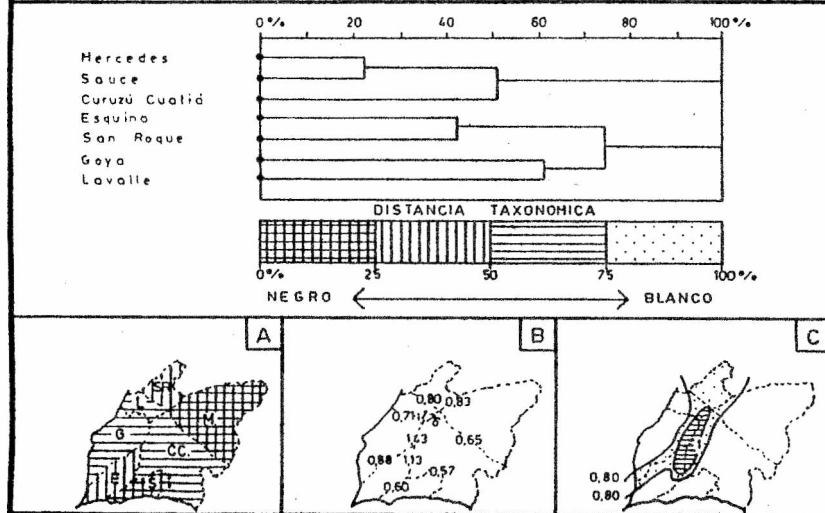 0% 20 40 60 80 100%
Mercedes
Sauce
Curuzú Cuatiá
Esquina
San Roque
Goya
Lavalle
DISTANCIA TAXONOMICA
0% 25 50 75 100%
NEGRO BLANCO
A
SRK
L
M
G
CC.
E
S
B
0,80
0,83
0,71
1,43
0,65
0,88
1,13
0,57
0,60
C
0,80
0,80